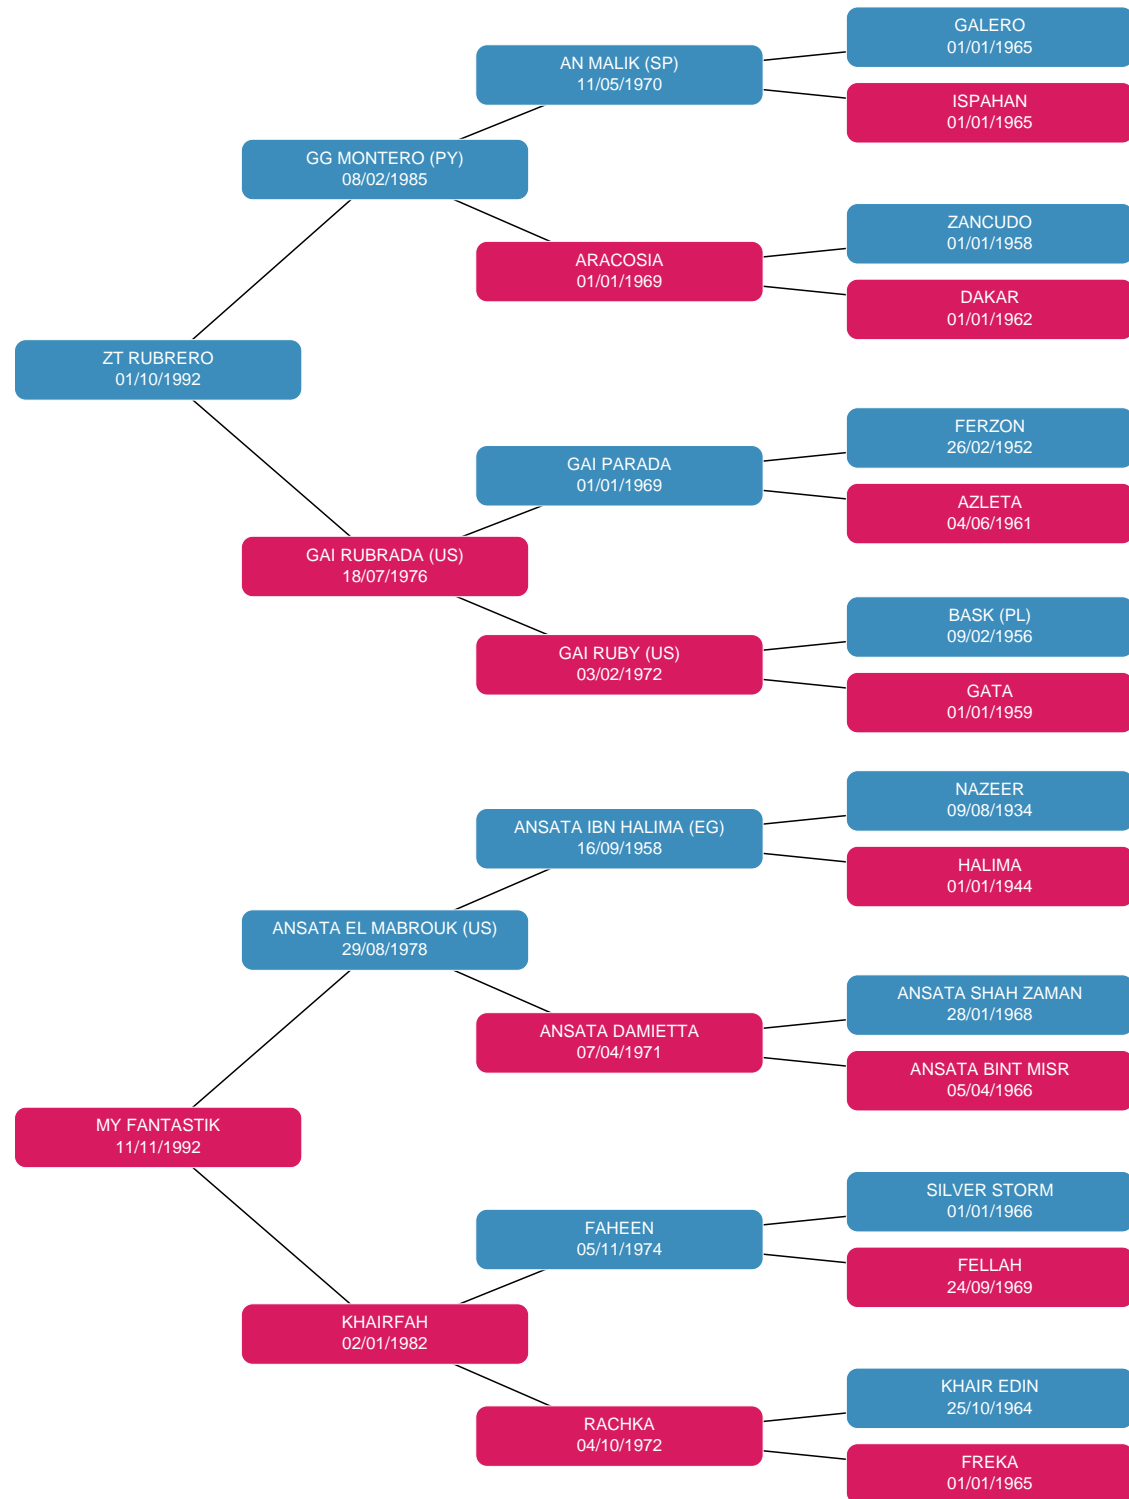 GALERO
01/01/1965
AN MALIK (SP)
11/05/1970
ISPAHAN
01/01/1965
GG MONTERO (PY)
08/02/1985
ZANCUDO
01/01/1958
ARACOSIA
01/01/1969
DAKAR
01/01/1962
ZT RUBRERO
01/10/1992
FERZON
26/02/1952
GAI PARADA
01/01/1969
AZLETA
04/06/1961
GAI RUBRADA (US)
18/07/1976
BASK (PL)
09/02/1956
GAI RUBY (US)
03/02/1972
GATA
01/01/1959
NAZEER
09/08/1934
ANSATA IBN HALIMA (EG)
16/09/1958
HALIMA
01/01/1944
ANSATA EL MABROUK (US)
29/08/1978
ANSATA SHAH ZAMAN
28/01/1968
ANSATA DAMIETTA
07/04/1971
ANSATA BINT MISR
05/04/1966
MY FANTASTIK
11/11/1992
SILVER STORM
01/01/1966
FAHEEN
05/11/1974
FELLAH
24/09/1969
KHAIRFAH
02/01/1982
KHAIR EDIN
25/10/1964
RACHKA
04/10/1972
FREKA
01/01/1965